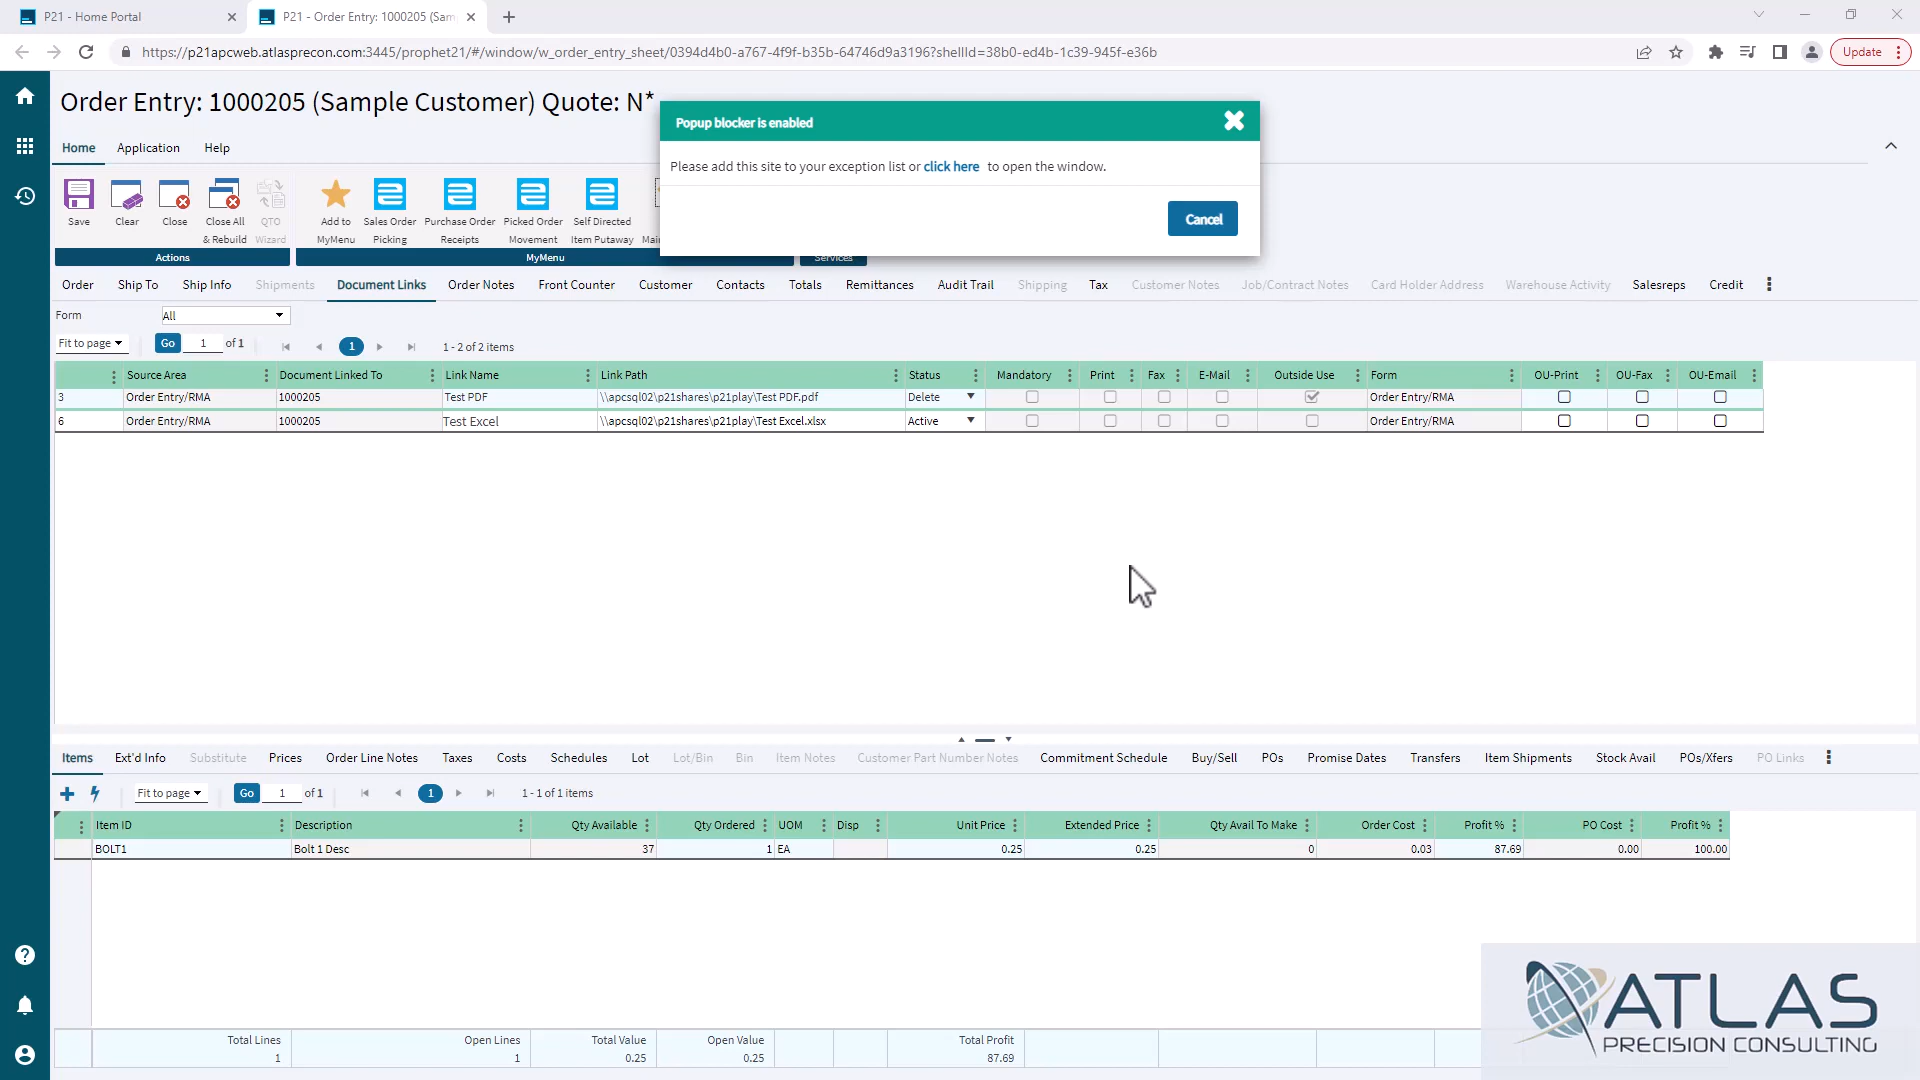 P21 - Home Portal
P21 - Order Entry: 1000205 (Sam
https://p21apcweb.atlasprecon.com:3445/prophet21/#/window/w_order_entry_sheet/0394d4b0-a767-4f9f-b35b-64746d9a3196?shellId=38b0-ed4b-1c39-945f-e36b
Update
Order Entry: 1000205 (Sample Customer) Quote: N*
Popup blocker is enabled
Please add this site to your exception list or click here to open the window.
Cancel
Home Application Help
Save Clear Close Close All & Rebuild QTO Wizard
Add to MyMenu Sales Order Picking Purchase Order Receipts Picked Order Movement Self Directed Item Putaway
Actions MyMenu Services
Order Ship To Ship Info Shipments Document Links Order Notes Front Counter Customer Contacts Totals Remittances Audit Trail Shipping Tax Customer Notes Job/Contract Notes Card Holder Address Warehouse Activity Salesreps Credit
Form All
Fit to page Go 1 of 1 1 1 - 2 of 2 items
Source Area Document Linked To Link Name Link Path Status Mandatory Print Fax E-Mail Outside Use Form OU-Print OU-Fax OU-Email
3 Order Entry/RMA 1000205 Test PDF \\apcsql02\p21shares\p21play\Test PDF.pdf Delete Order Entry/RMA
6 Order Entry/RMA 1000205 Test Excel \\apcsql02\p21shares\p21play\Test Excel.xlsx Active Order Entry/RMA
Items Ext'd Info Substitute Prices Order Line Notes Taxes Costs Schedules Lot Lot/Bin Bin Item Notes Customer Part Number Notes Commitment Schedule Buy/Sell POs Promise Dates Transfers Item Shipments Stock Avail POs/Xfers PO Links
Fit to page Go 1 of 1 1 1 - 1 of 1 items
Item ID Description Qty Available Qty Ordered UOM Disp Unit Price Extended Price Qty Avail To Make Order Cost Profit % PO Cost Profit %
BOLT1 Bolt 1 Desc 37 1 EA 0.25 0.25 0 0.03 87.69 0.00 100.00
Total Lines Open Lines Total Value Open Value Total Profit
1 1 0.25 0.25 87.69
ATLAS
PRECISION CONSULTING